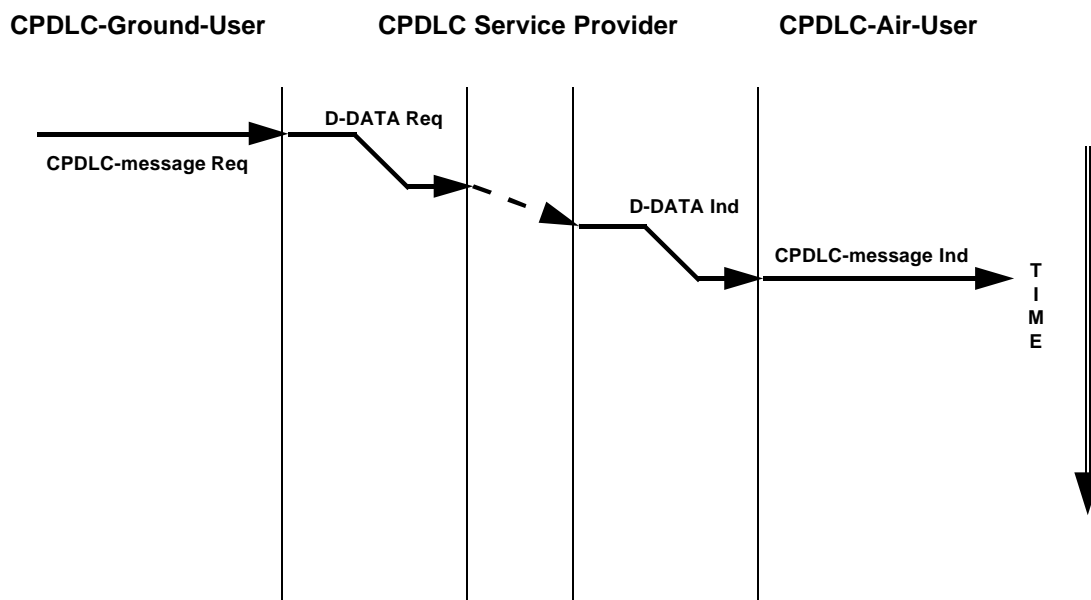 CPDLC-Ground-User
CPDLC Service Provider
CPDLC-Air-User
D-DATA Req
CPDLC-message Req
D-DATA Ind
CPDLC-message Ind
T
I
M
E